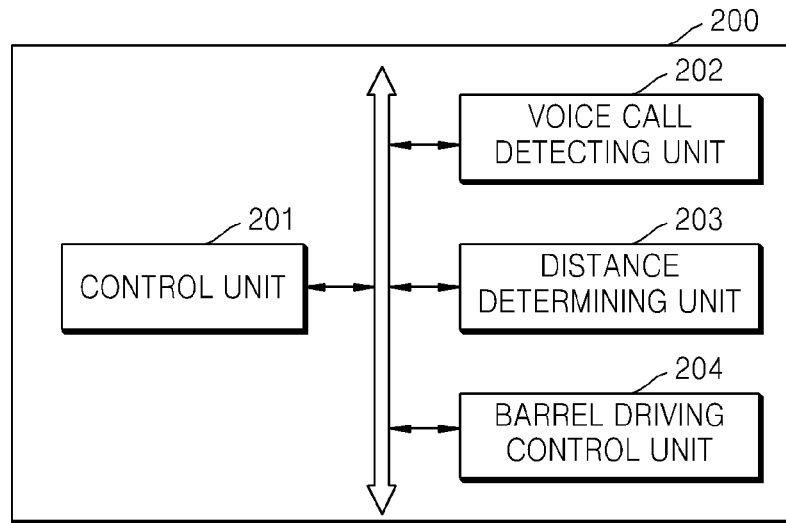 200
202
VOICE CALL
DETECTING UNIT
201
CONTROL UNIT
203
DISTANCE
DETERMINING UNIT
204
BARREL DRIVING
CONTROL UNIT